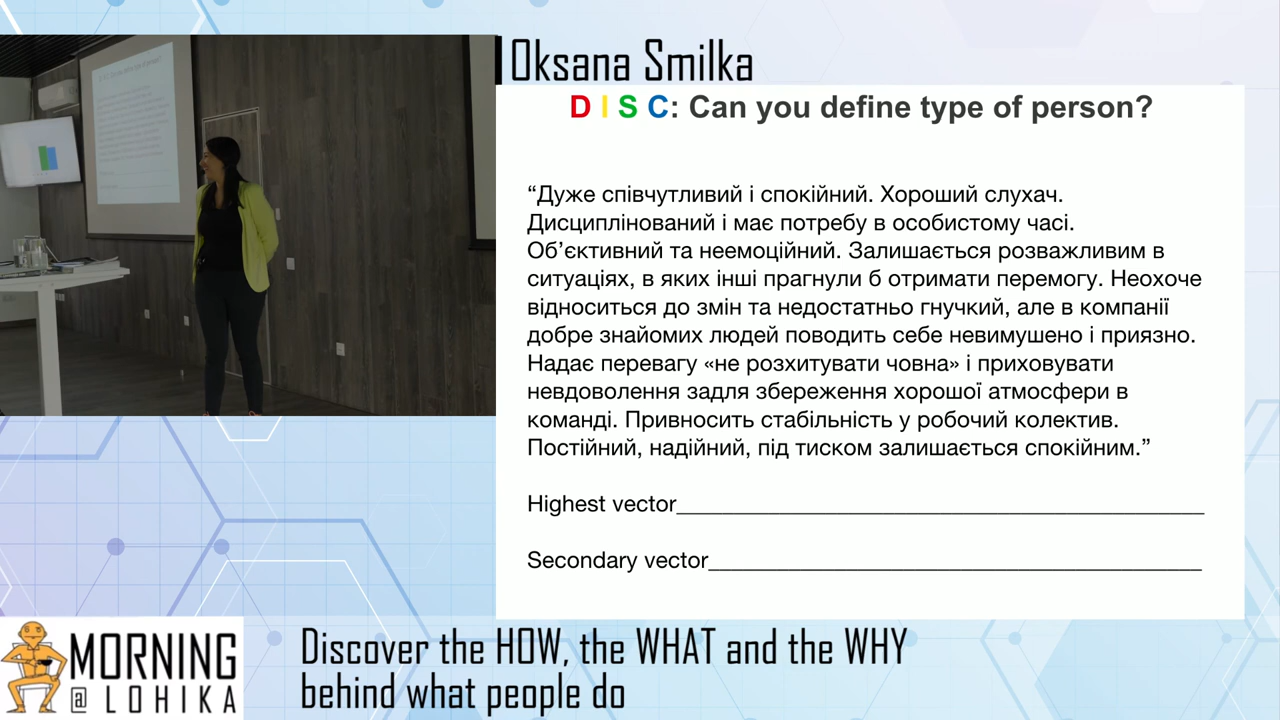 Oksana Smilka
D I S C: Can you define type of person?
“Дуже співчутливий і спокійний. Хороший слухач.
Дисциплінований і має потребу в особистому часі.
Об’єктивний та неемоційний. Залишається розважливим в
ситуаціях, в яких інші прагнули б отримати перемогу. Неохоче
відноситься до змін та недостатньо гнучкий, але в компанії
добре знайомих людей поводить себе невимушено і приязно.
Надає перевагу «не розхитувати човна» і приховувати
невдоволення задля збереження хорошої атмосфери в
команді. Привносить стабільність у робочий колектив.
Постійний, надійний, під тиском залишається спокійним.”
Highest vector___________________________________________
Secondary vector________________________________________
MORNING
@ LOHIKA
Discover the HOW, the WHAT and the WHY
behind what people do